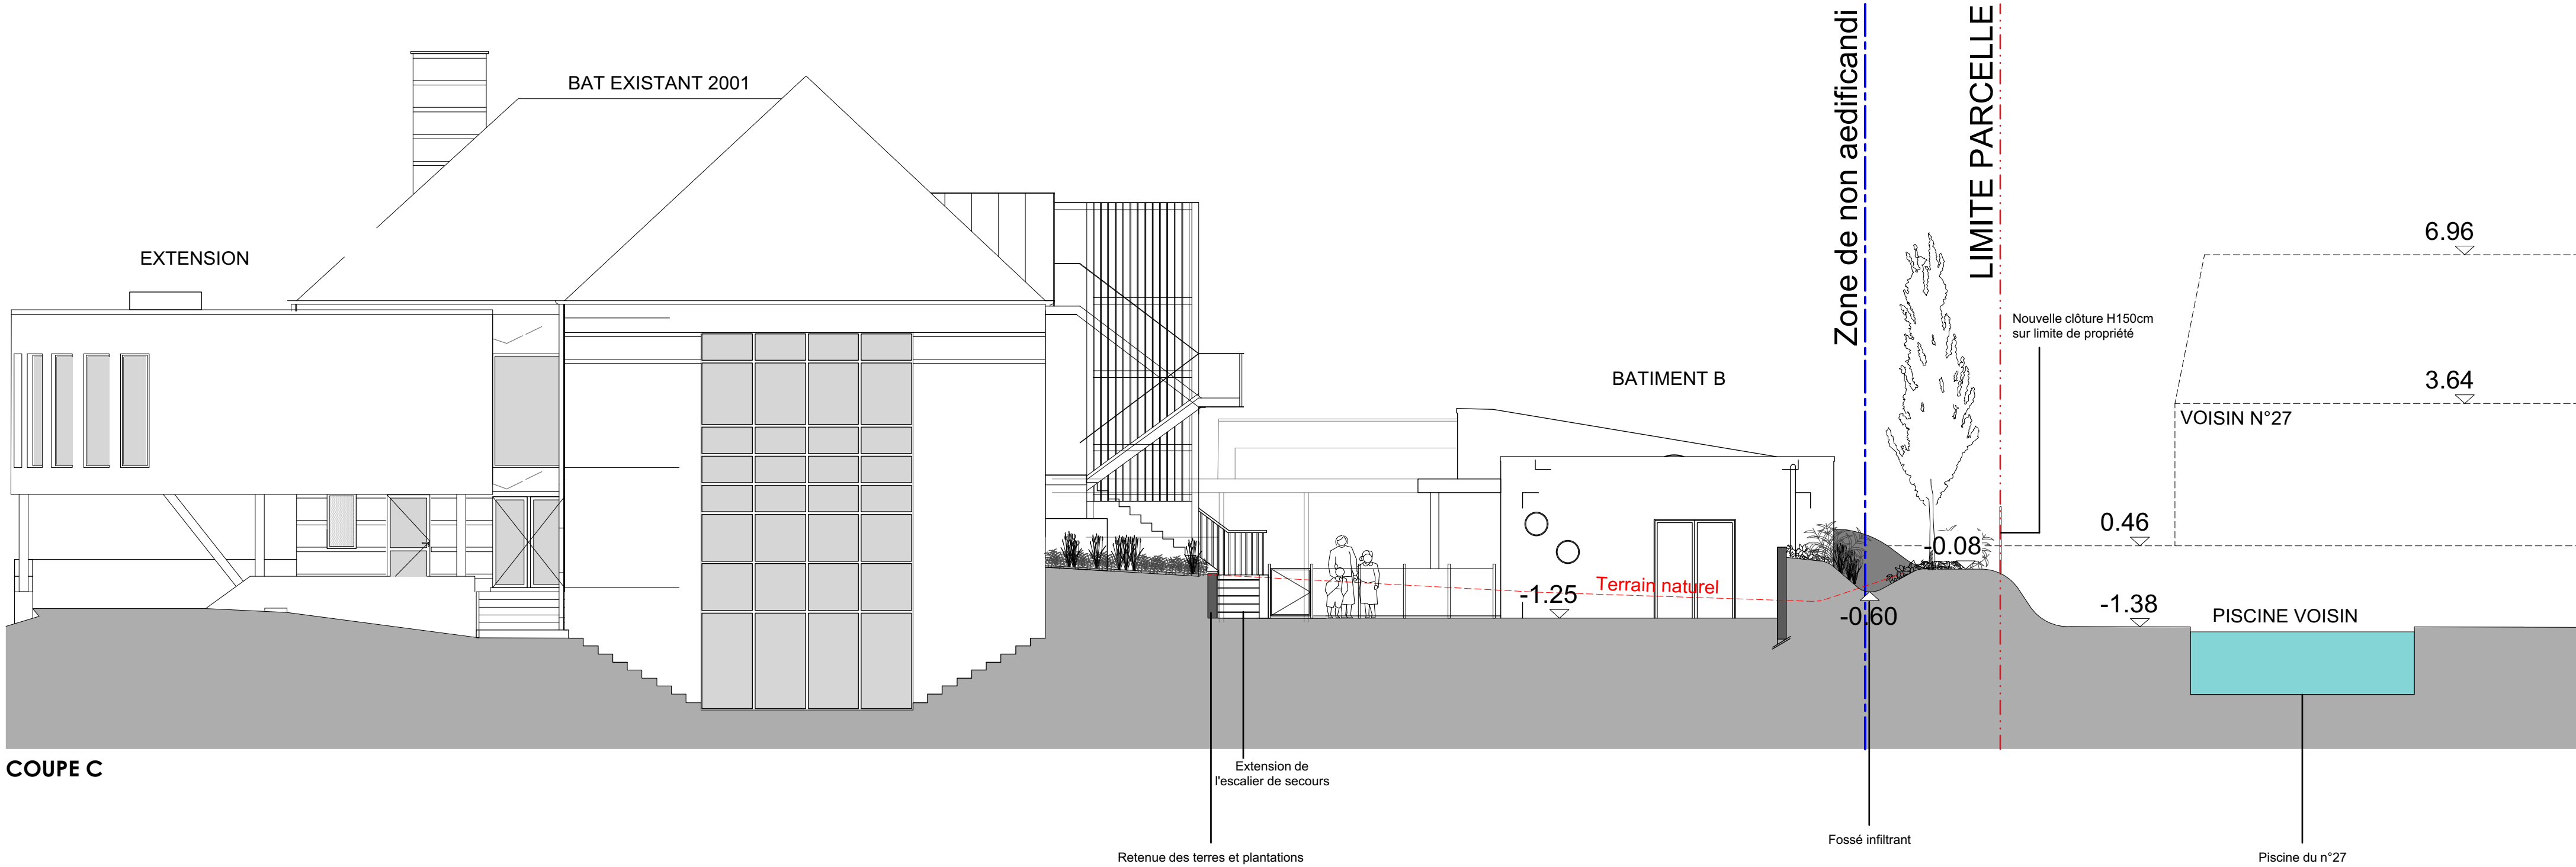 Zone de non aedificandi
LIMITE PARCELLE
BAT EXISTANT 2001
EXTENSION
6.96
Nouvelle clôture H150cm
sur limite de propriété
BATIMENT B
3.64
VOISIN N°27
0.46
-0.08
Terrain naturel
-1.25
-0.60
-1.38
PISCINE VOISIN
COUPE C
Extension de
l'escalier de secours
Fossé infiltrant
Retenue des terres et plantations
Piscine du n°27